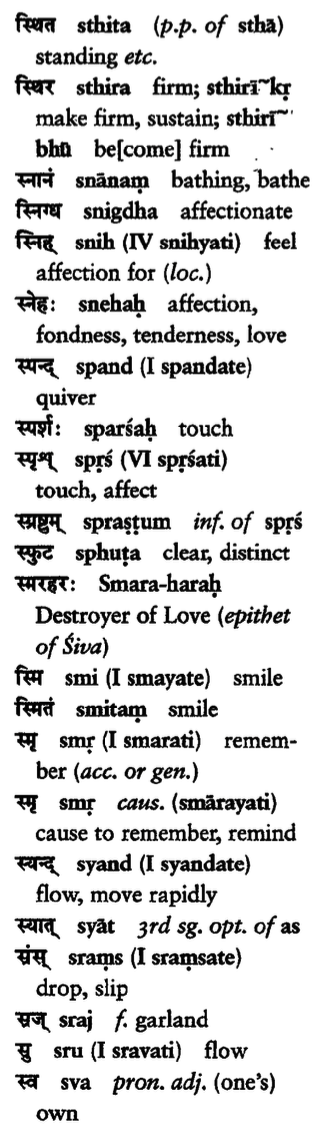 स्थित sthita (p.p. of sthā)
standing etc.
स्थिर sthira firm; sthirī~kṛ
make firm, sustain; sthirī~
bhū be[come] firm
स्नानं snānaṃ bathing, bathe
स्निग्ध snigdha affectionate
स्निह् snih (IV snihyati) feel
affection for (loc.)
स्नेहः snehaḥ affection,
fondness, tenderness, love
स्पन्द् spand (I spandate)
quiver
स्पर्शः sparśaḥ touch
स्पृश् spṛś (VI spṛśati)
touch, affect
स्प्रष्टुम् spraṣṭum inf. of spṛś
स्फुट sphuṭa clear, distinct
स्मरहरः Smara-haraḥ
Destroyer of Love (epithet
of Śiva)
स्मि smi (I smayate) smile
स्मितं smitaṃ smile
स्मृ smṛ (I smarati) remem-
ber (acc. or gen.)
स्मृ smṛ caus. (smārayati)
cause to remember, remind
स्यन्द् syand (I syandate)
flow, move rapidly
स्यात् syāt 3rd sg. opt. of as
स्रंस् sraṃs (I sraṃsate)
drop, slip
स्रज् sraj f. garland
स्रु sru (I sravati) flow
स्व sva pron. adj. (one's)
own